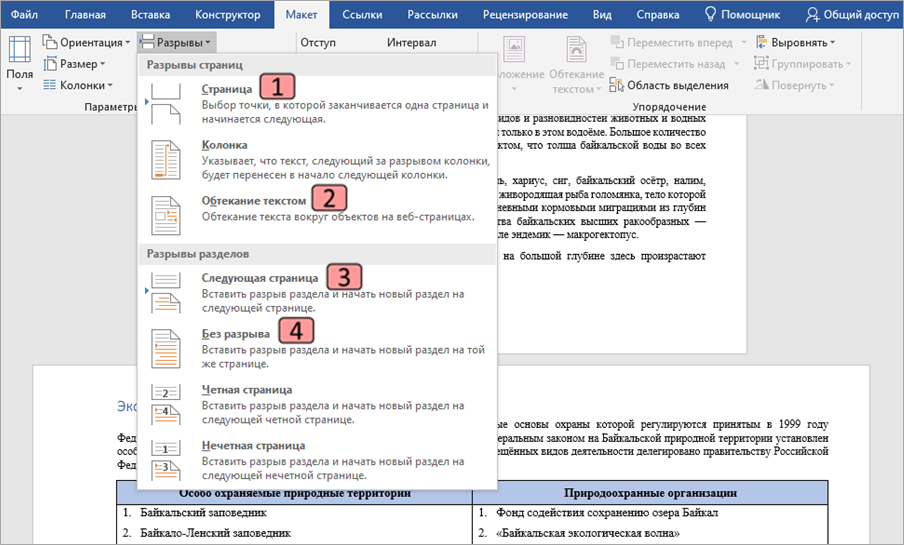 Файл Главная Вставка Конструктор Макет Ссылки Рассылки Рецензирование Вид Справка Помощник Общий доступ
Поля
Ориентация
Размер
Колонки
Параметры
Разрывы
Отступ Интервал
Обтекание
текстом
Переместить вперед
Переместить назад
Область выделения
Выровнять
Группировать
Повернуть
Упорядочение
Разрывы страниц
Страница 1
Выбор точки, в которой заканчивается одна страница и
начинается следующая.
Колонка
Указывает, что текст, следующий за разрывом колонки,
будет перенесен в начало следующей колонки.
Обтекание текстом 2
Обтекание текста вокруг объектов на веб-страницах.
Разрывы разделов
Следующая страница 3
Вставить разрыв раздела и начать новый раздел на
следующей странице.
Без разрыва 4
Вставить разрыв раздела и начать новый раздел на той
же странице.
2
4
Четная страница
Вставить разрыв раздела и начать новый раздел на
следующей четной странице.
1
3
Нечетная страница
Вставить разрыв раздела и начать новый раздел на
следующей нечетной странице.
идов и разновидностей животных и водных
только в этом водоёме. Большое количество
ктом, что толща байкальской воды во всех
ь, хариус, сиг, байкальский осётр, налим,
живородящая рыба голомянка, тело которой
невными кормовыми миграциями из глубин
тва байкальских высших ракообразных —
ле эндемик — макрогектопус.
на большой глубине здесь произрастают
Эко
ые основы охраны которой регулируются принятым в 1999 году
Феде еральным законом на Байкальской природной территории установлен
особ ещённых видов деятельности делегировано правительству Российской
Феде
Особо охраняемые природные территории Природоохранные организации
1. Байкальский заповедник 1. Фонд содействия сохранению озера Байкал
2. Байкало-Ленский заповедник 2. «Байкальская экологическая волна»